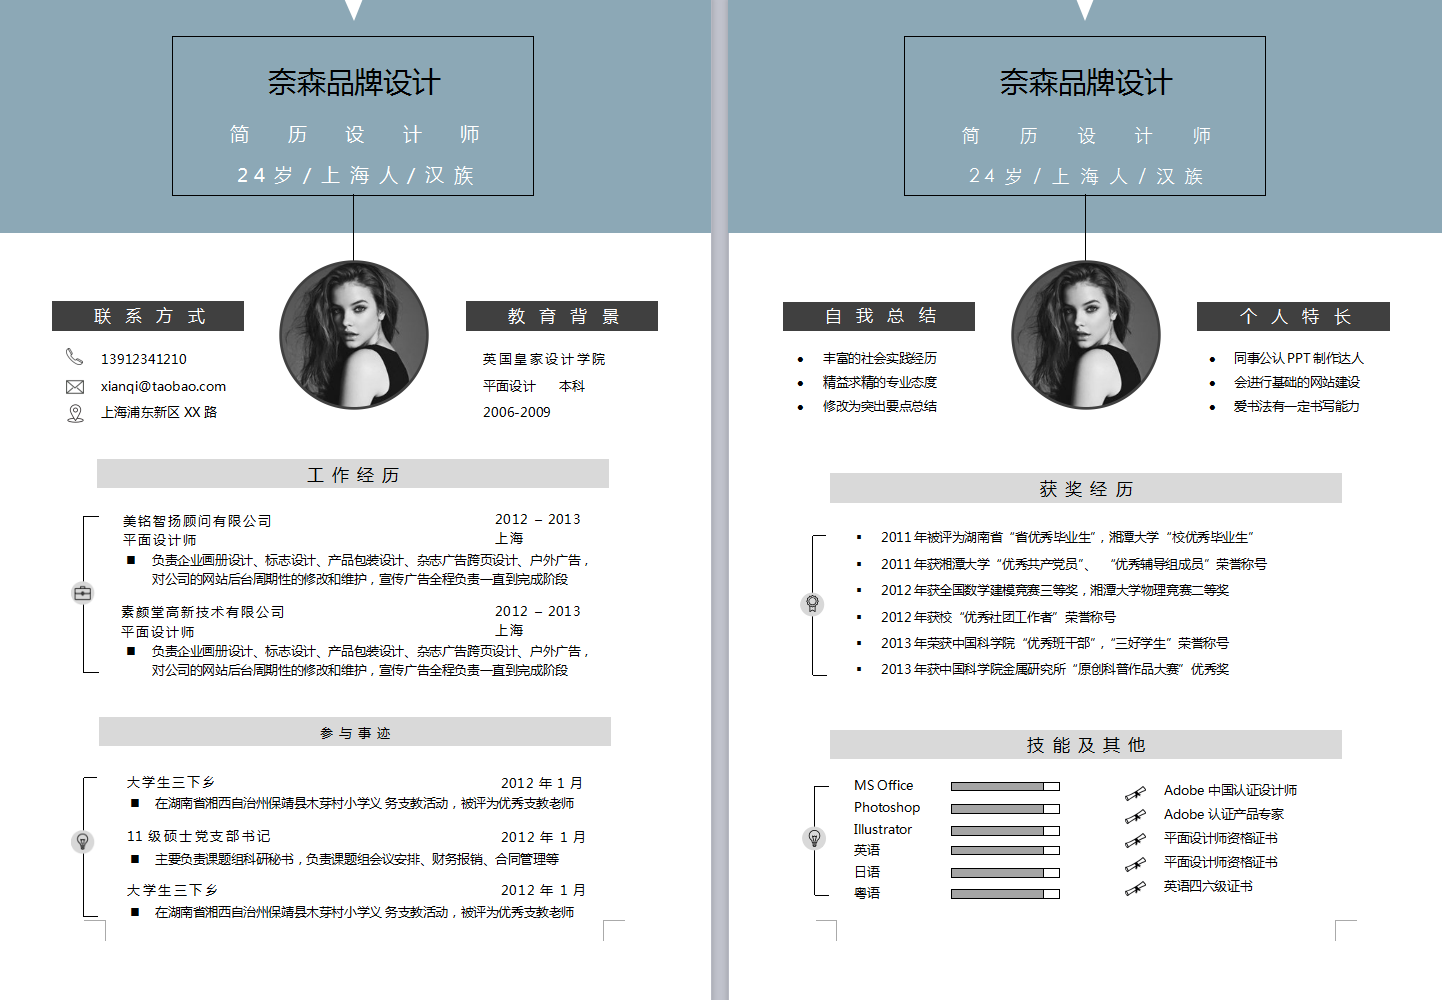 奈森品牌设计
简历设计师
24岁/上海人/汉族
联系方式
13912341210
xianqi@taobao.com
上海浦东新区 XX 路
教育背景
英国皇家设计学院
平面设计 本科
2006-2009
工作经历
美铭智扬顾问有限公司 2012 – 2013
平面设计师 上海
■ 负责企业画册设计、标志设计、产品包装设计、杂志广告跨页设计、户外广告，
对公司的网站后台周期性的修改和维护，宣传广告全程负责一直到完成阶段
素颜堂高新技术有限公司 2012 – 2013
平面设计师 上海
■ 负责企业画册设计、标志设计、产品包装设计、杂志广告跨页设计、户外广告，
对公司的网站后台周期性的修改和维护，宣传广告全程负责一直到完成阶段
参与事迹
大学生三下乡 2012 年 1 月
■ 在湖南省湘西自治州保靖县木芽村小学义 务支教活动，被评为优秀支教老师
11 级硕士党支部书记 2012 年 1 月
■ 主要负责课题组科研秘书，负责课题组会议安排、财务报销、合同管理等
大学生三下乡 2012 年 1 月
■ 在湖南省湘西自治州保靖县木芽村小学义 务支教活动，被评为优秀支教老师
奈森品牌设计
简历设计师
24岁/上海人/汉族
自我总结
● 丰富的社会实践经历
● 精益求精的专业态度
● 修改为突出要点总结
个人特长
● 同事公认 PPT 制作达人
● 会进行基础的网站建设
● 爱书法有一定书写能力
获奖经历
▪ 2011 年被评为湖南省“省优秀毕业生”，湘潭大学“校优秀毕业生”
▪ 2011 年获湘潭大学“优秀共产党员”、 “优秀辅导组成员”荣誉称号
▪ 2012 年获全国数学建模竞赛三等奖，湘潭大学物理竞赛二等奖
▪ 2012 年获校“优秀社团工作者”荣誉称号
▪ 2013 年荣获中国科学院“优秀班干部”，“三好学生”荣誉称号
▪ 2013 年获中国科学院金属研究所“原创科普作品大赛”优秀奖
技能及其他
MS Office
Photoshop
Illustrator
英语
日语
粤语
Adobe 中国认证设计师
Adobe 认证产品专家
平面设计师资格证书
平面设计师资格证书
英语四六级证书